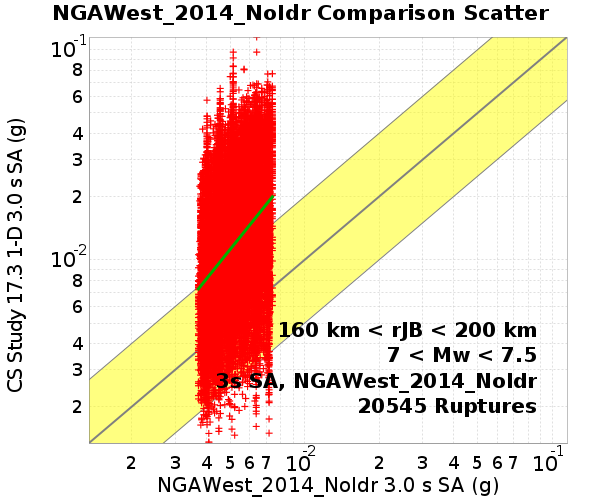 NGAWest_2014_NoIdr Comparison Scatter
CS Study 17.3 1-D 3.0 s SA (g)
10-1
8
6
4
3
2
10-2
8
6
4
3
2
160 km < rJB < 200 km
7 < Mw < 7.5
3s SA, NGAWest_2014_NoIdr
20545 Ruptures
2 3 4 5 6 7 10-2 2 3 4 5 6 7 10-1
NGAWest_2014_NoIdr 3.0 s SA (g)